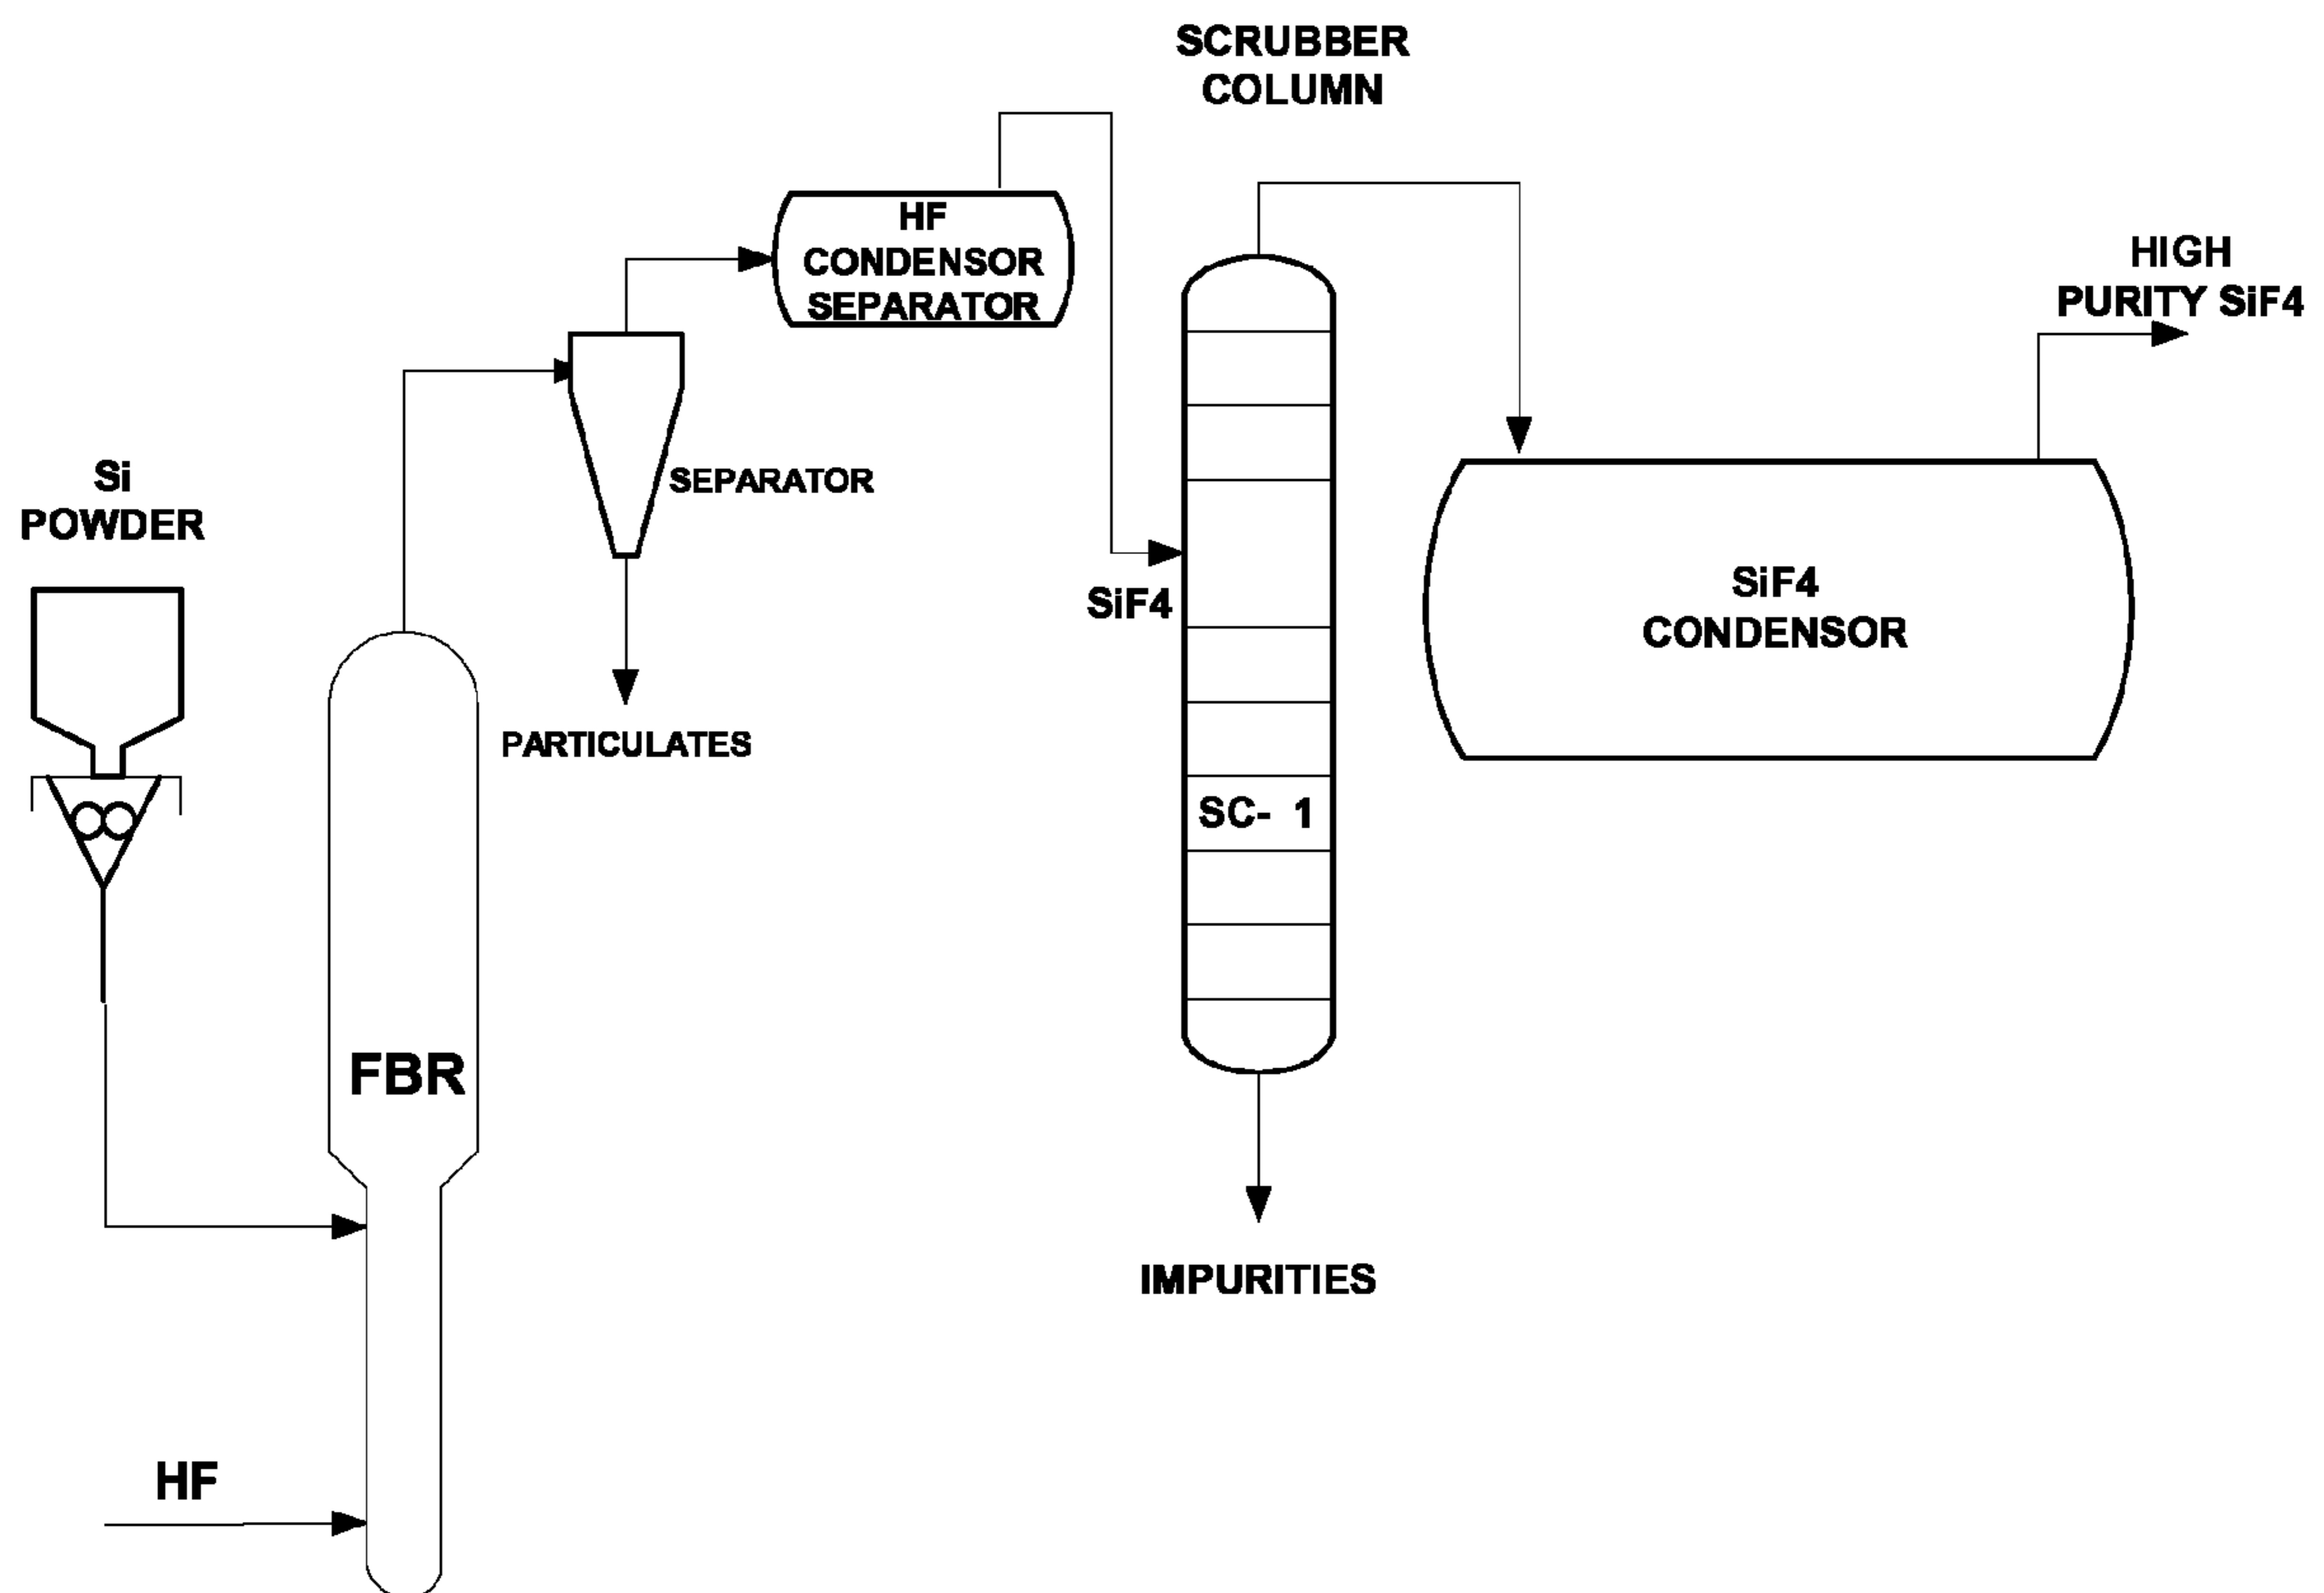 SCRUBBER
COLUMN
HF
CONDENSOR
SEPARATOR
HIGH
PURITY SiF4
Si
POWDER
SEPARATOR
SiF4
SiF4
CONDENSOR
PARTICULATES
SC- 1
FBR
IMPURITIES
HF